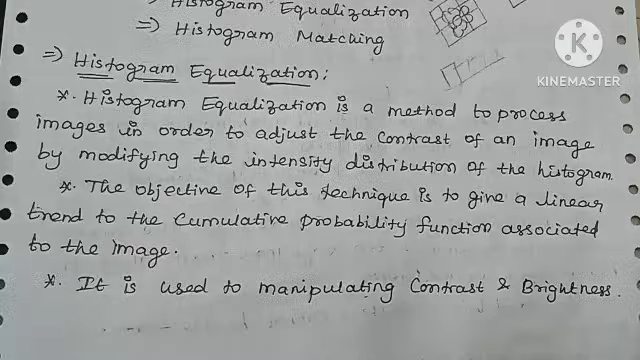 ⇒ Histogram Equalization
⇒ Histogram Matching
⇒ Histogram Equalization:
*. Histogram Equalization is a method to process
images in order to adjust the contrast of an image
by modifying the intensity distribution of the histogram.
*. The objective of this technique is to give a linear
trend to the Cumulative probability function associated
to the image.
*. It is used to manipulating Contrast & Brightness.
KINEMASTER